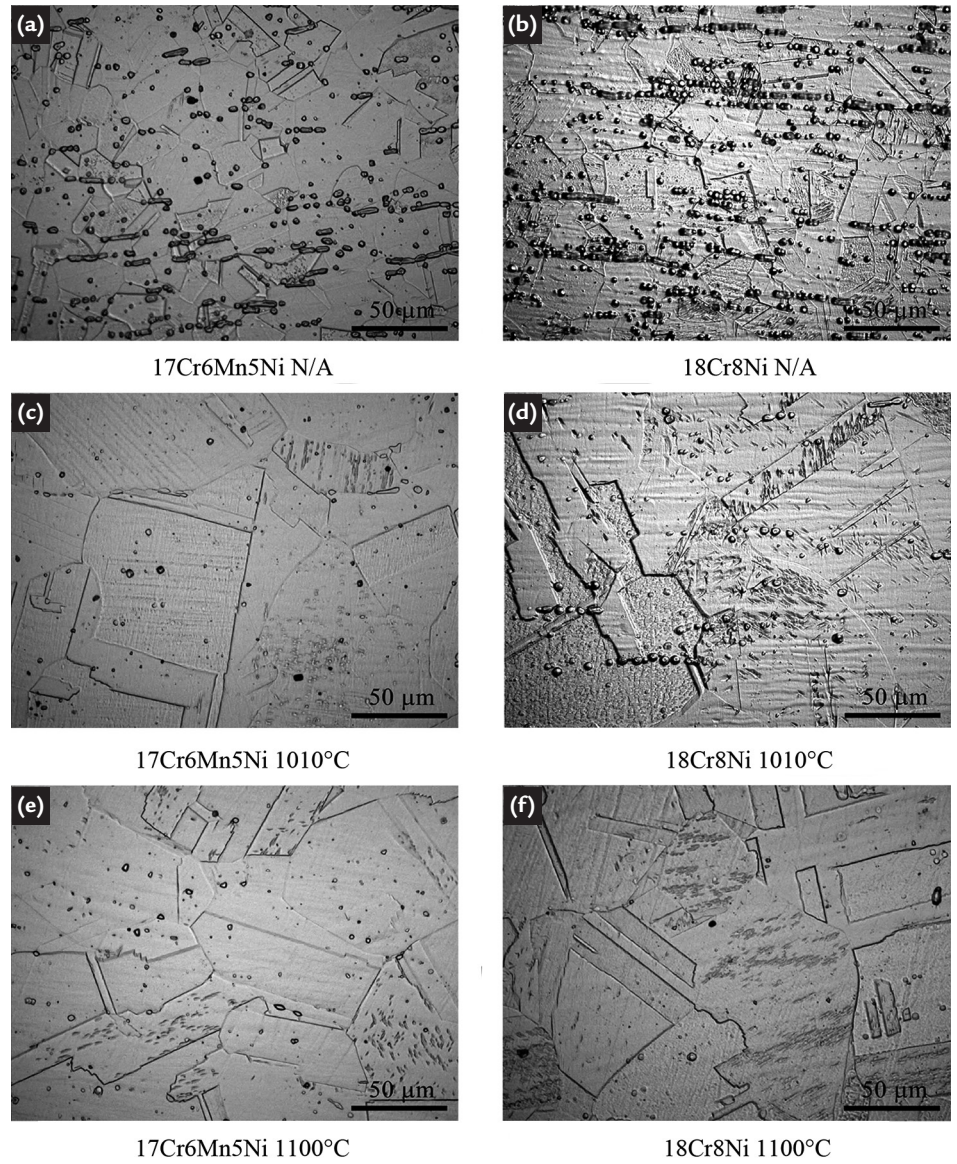 (a)
(b)
50 µm
50 µm
17Cr6Mn5Ni N/A
18Cr8Ni N/A
(c)
(d)
50 µm
50 µm
17Cr6Mn5Ni 1010°C
18Cr8Ni 1010°C
(e)
(f)
50 µm
50 µm
17Cr6Mn5Ni 1100°C
18Cr8Ni 1100°C